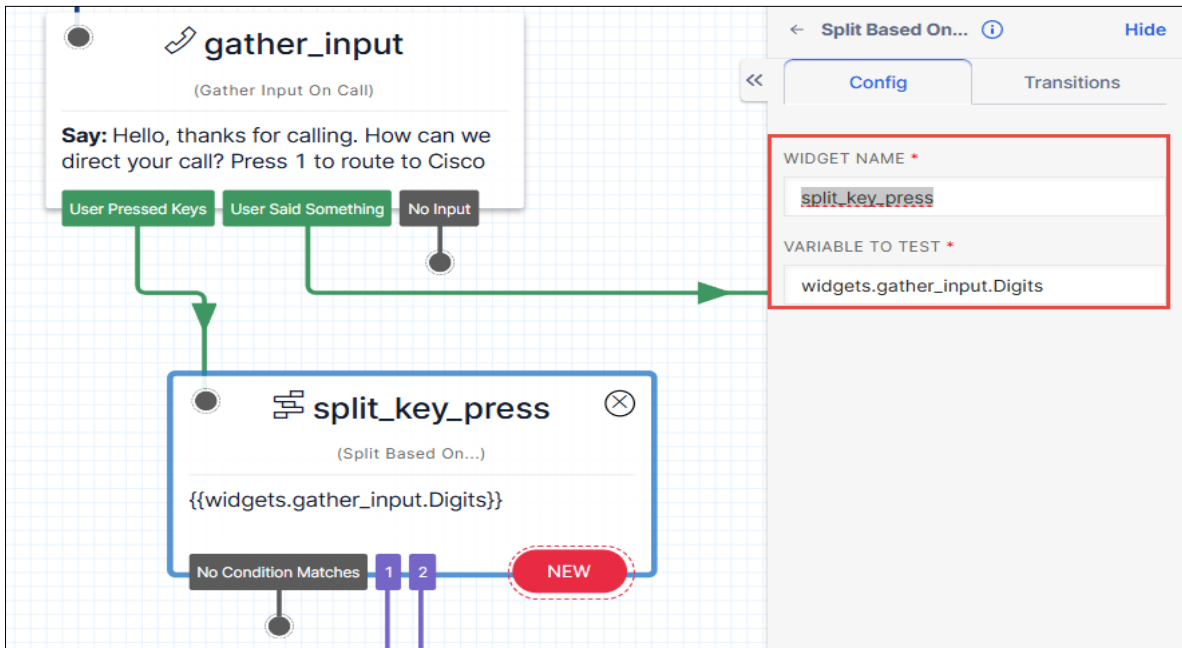 gather_input
(Gather Input On Call)
Say: Hello, thanks for calling. How can we
direct your call? Press 1 to route to Cisco
User Pressed Keys
User Said Something
No Input
split_key_press
(Split Based On...)
{{widgets.gather_input.Digits}}
No Condition Matches
1
2
NEW
Split Based On...
Hide
Config
Transitions
WIDGET NAME *
split_key_press
VARIABLE TO TEST *
widgets.gather_input.Digits